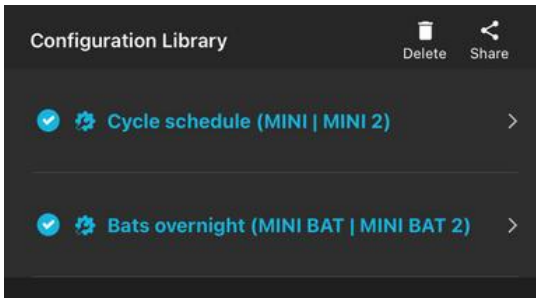 Configuration Library
Delete
Share
Cycle schedule (MINI | MINI 2)
Bats overnight (MINI BAT | MINI BAT 2)